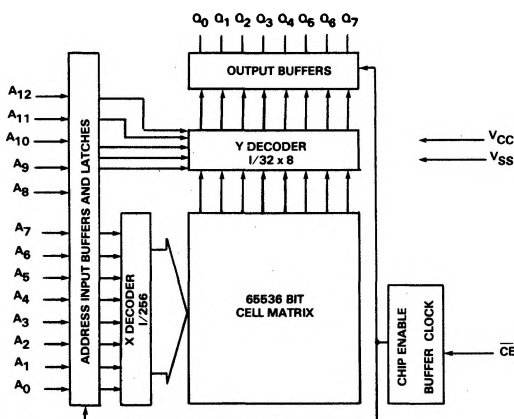 Q0 Q1 Q2 Q3 Q4 Q5 Q6 Q7
OUTPUT BUFFERS
A12
A11
A10
A9
A8
A7
A6
A5
A4
A3
A2
A1
A0
ADDRESS INPUT BUFFERS AND LATCHES
Y DECODER
1/32 x 8
VCC
VSS
X DECODER
1/256
65536 BIT
CELL MATRIX
CHIP ENABLE
BUFFER CLOCK
CE